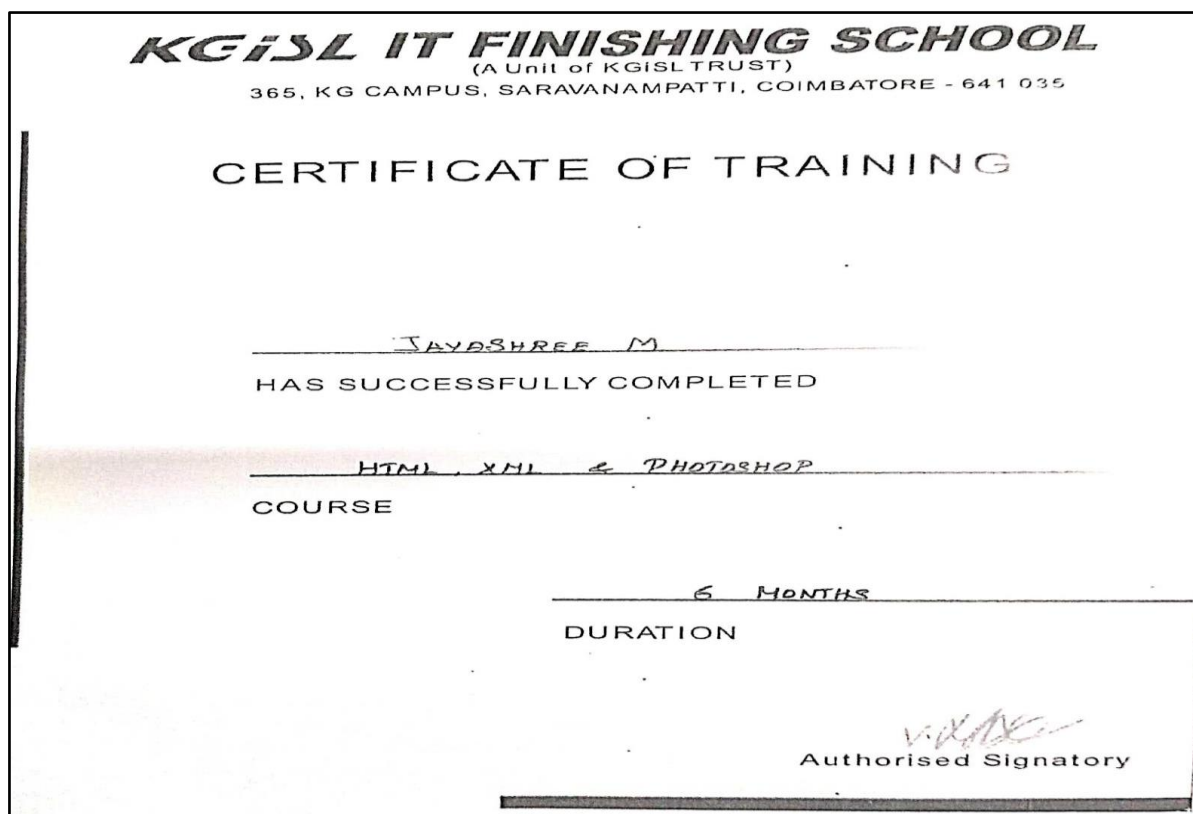 KGiSL IT FINISHING SCHOOL
(A Unit of KGiSL TRUST)
365, KG CAMPUS, SARAVANAMPATTI, COIMBATORE - 641 035
CERTIFICATE OF TRAINING
JAYASHREE M
HAS SUCCESSFULLY COMPLETED
HTML, XML & PHOTOSHOP
COURSE
6 MONTHS
DURATION
Authorised Signatory